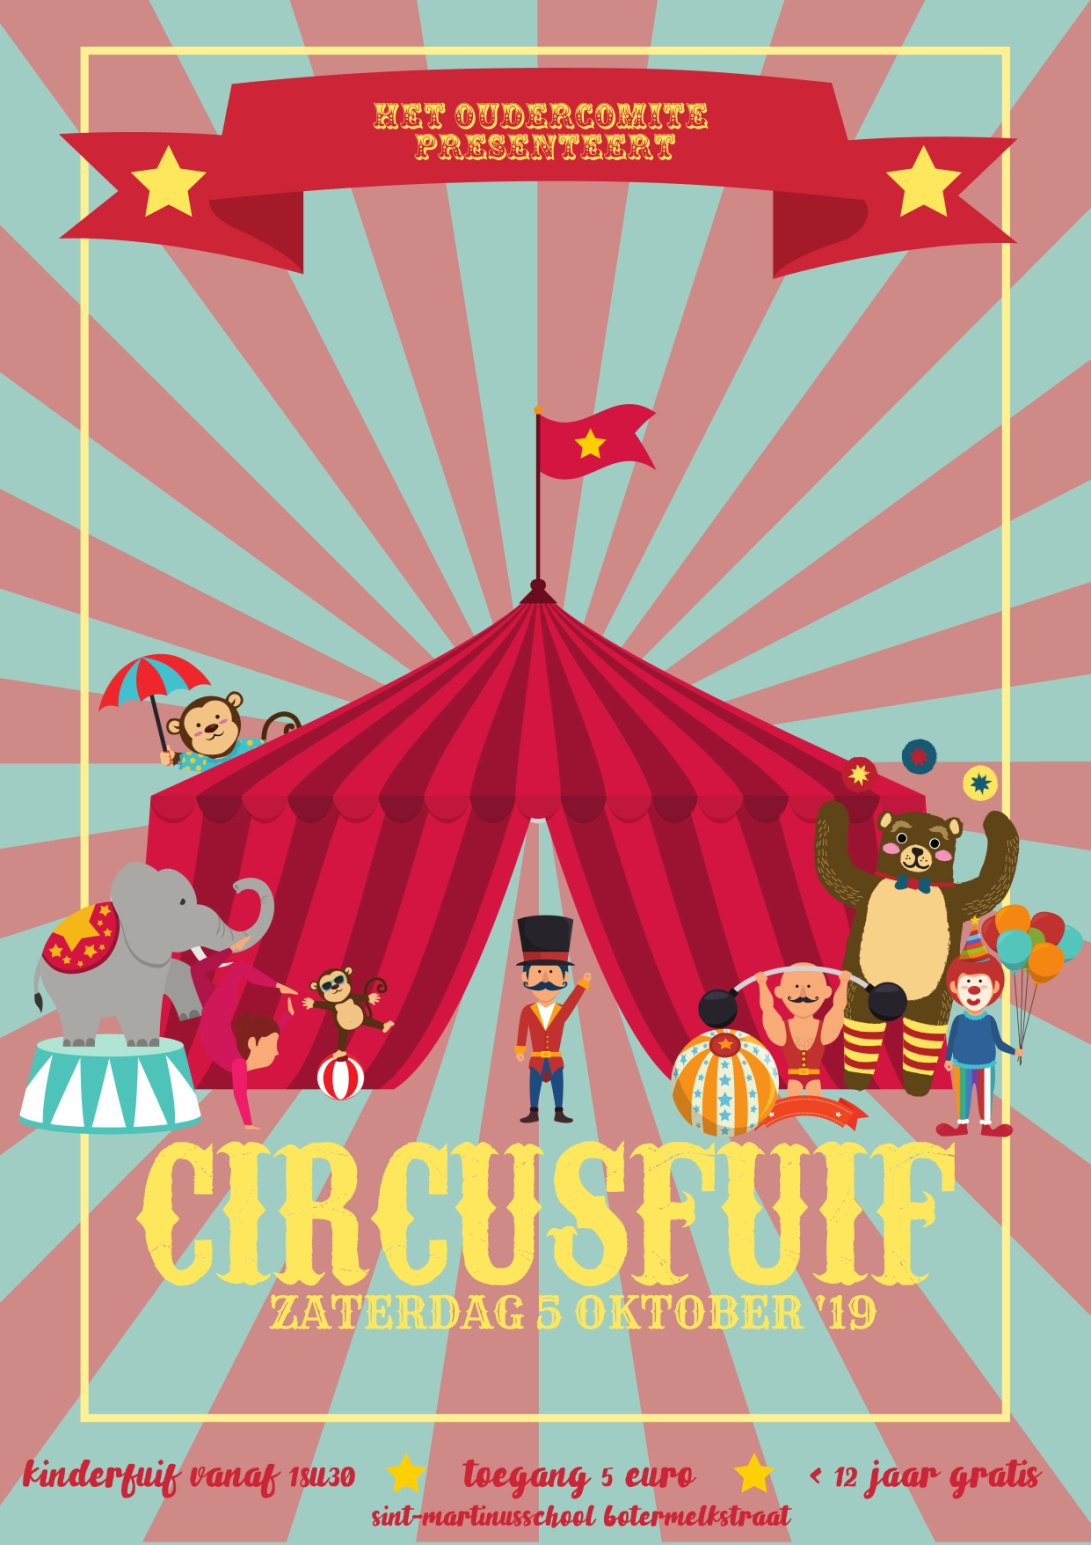 HET OUDERCOMITE
PRESENTEERT
CIRCUSFUIF
ZATERDAG 5 OKTOBER '19
kinderfuif vanaf 18u30 toegang 5 euro < 12 jaar gratis
sint-martinusschool botermelkstraat